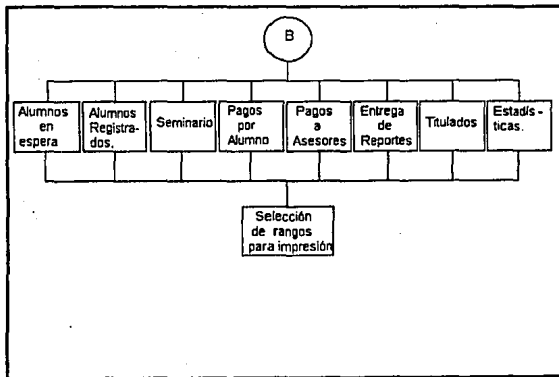 B
Alumnos
en
espera
Alumnos
Registra-
dos.
Seminario
Pagos
por
Alumno
Pagos
a
Asesores
Entrega
de
Reportes
Titulados
Estadís -
ticas.
Selección
de rangos
para impresión